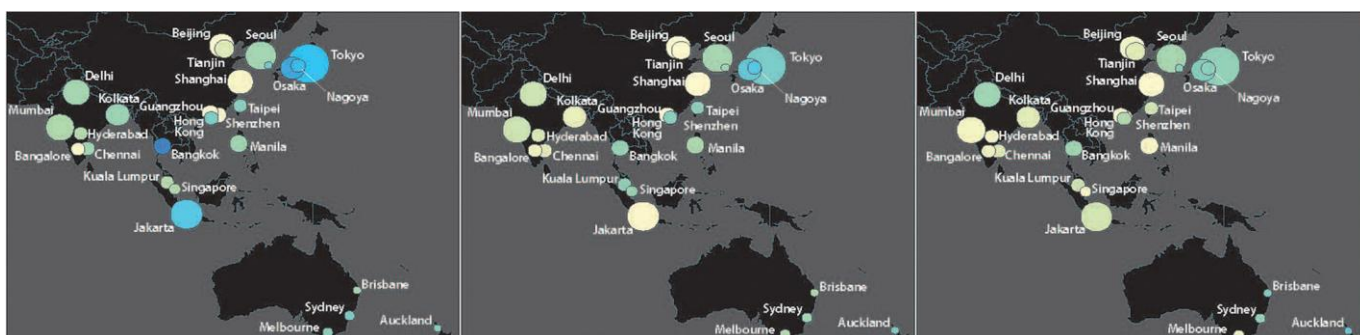 Beijing
Seoul
Tokyo
Tianjin
Shanghai
Osaka
Nagoya
Delhi
Kolkata
Mumbai
Guangzhou
Taipei
Hong
Kong
Shenzhen
Hyderabad
Manila
Bangalore
Chennai
Bangkok
Kuala Lumpur
Singapore
Jakarta
Brisbane
Sydney
Melbourne
Auckland
Beijing
Seoul
Tokyo
Tianjin
Shanghai
Osaka
Nagoya
Delhi
Kolkata
Mumbai
Guangzhou
Taipei
Hong
Kong
Shenzhen
Hyderabad
Manila
Bangalore
Chennai
Bangkok
Kuala Lumpur
Singapore
Jakarta
Brisbane
Sydney
Melbourne
Auckland
Beijing
Seoul
Tokyo
Tianjin
Shanghai
Osaka
Nagoya
Delhi
Kolkata
Mumbai
Guangzhou
Taipei
Hong
Kong
Shenzhen
Hyderabad
Manila
Bangalore
Chennai
Bangkok
Kuala Lumpur
Singapore
Jakarta
Brisbane
Sydney
Melbourne
Auckland